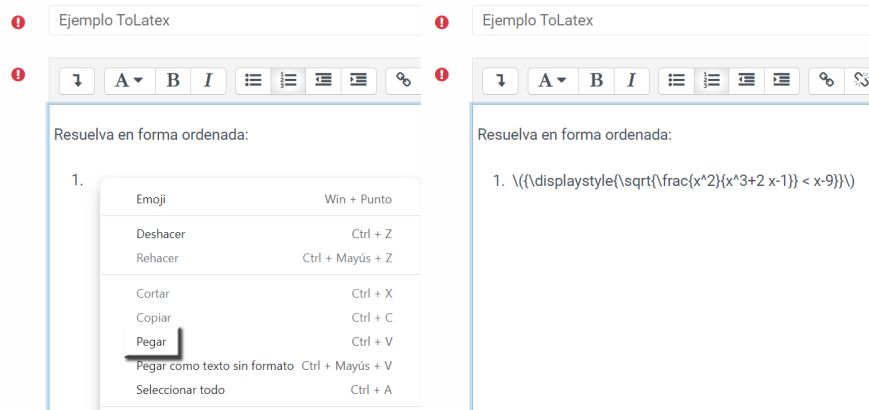 Ejemplo ToLatex
A B I
Resuelva en forma ordenada:
1.
Emoji Win + Punto
Deshacer Ctrl + Z
Rehacer Ctrl + Mayús + Z
Cortar Ctrl + X
Copiar Ctrl + C
Pegar Ctrl + V
Pegar como texto sin formato Ctrl + Mayús + V
Seleccionar todo Ctrl + A
Ejemplo ToLatex
A B I
Resuelva en forma ordenada:
1. \({\displaystyle{\sqrt{\frac{x^2}{x^3+2 x-1}} < x-9}}\)